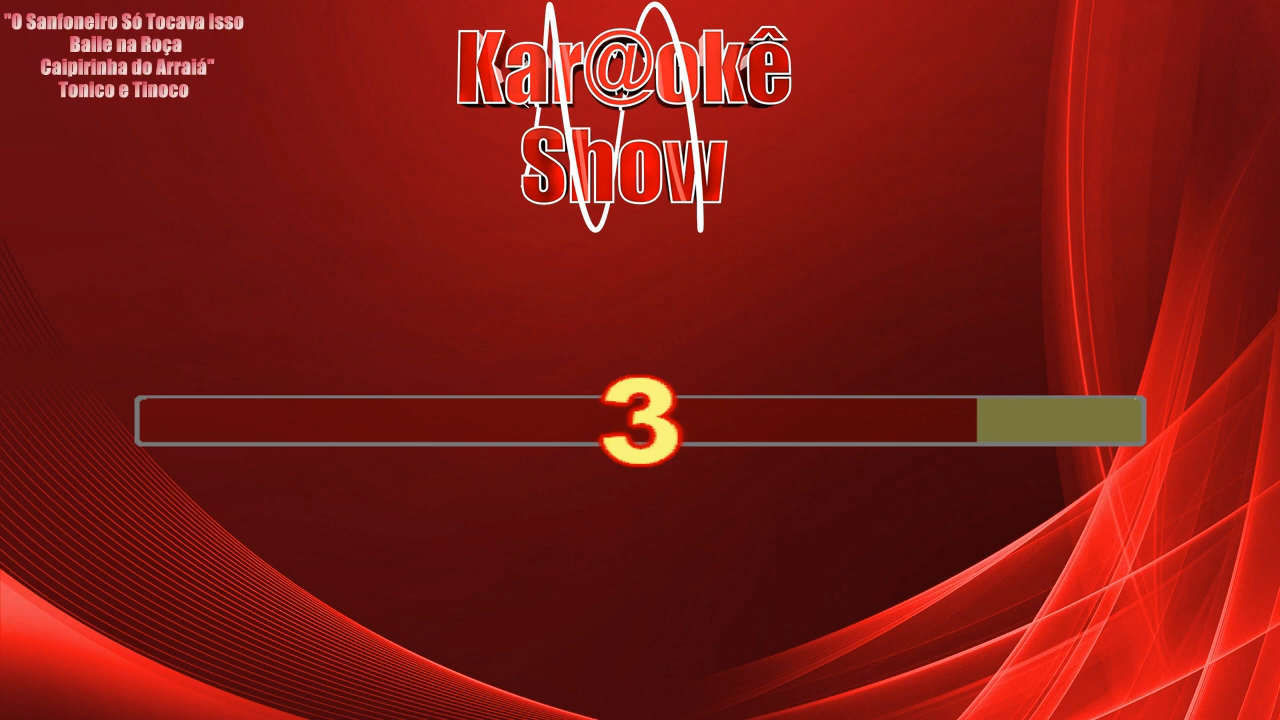 "O Sanfoneiro Só Tocava Isso
Baile na Roça
Caipirinha do Arraiá"
Tonico e Tinoco
Kar@okê
Show
3